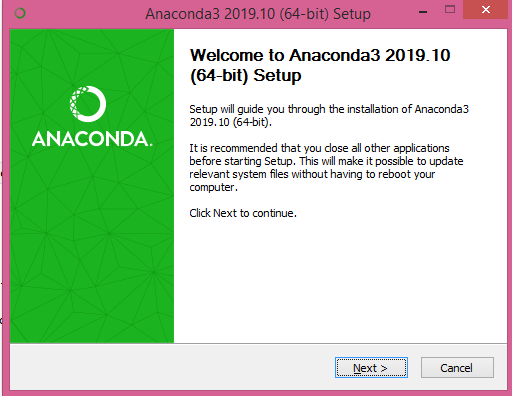 Anaconda3 2019.10 (64-bit) Setup
ANACONDA.
Welcome to Anaconda3 2019.10
(64-bit) Setup
Setup will guide you through the installation of Anaconda3
2019.10 (64-bit).
It is recommended that you close all other applications
before starting Setup. This will make it possible to update
relevant system files without having to reboot your
computer.
Click Next to continue.
Next >
Cancel